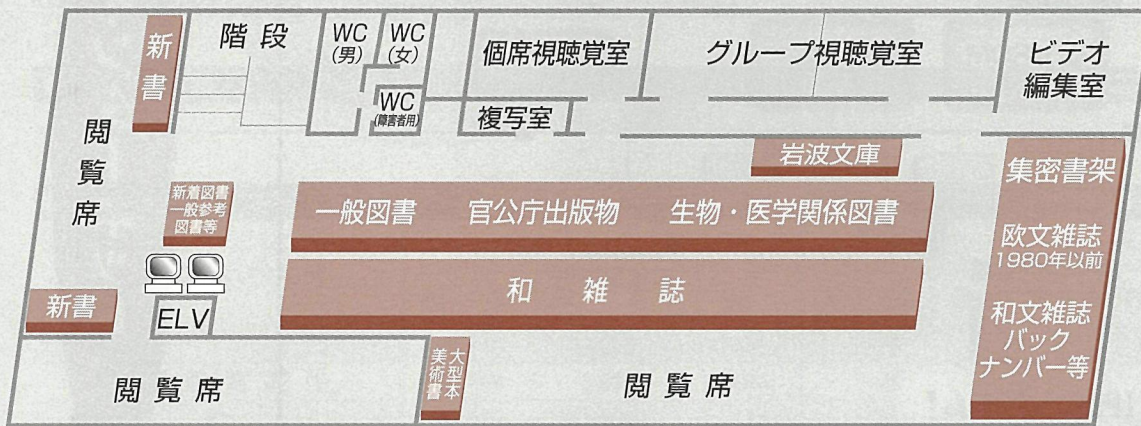 新書
階段
WC
(男)
WC
(女)
WC
(障害者用)
個席視聴覚室
複写室
グループ視聴覚室
ビデオ
編集室
閲覧席
岩波文庫
新着図書
一般参考
図書等
一般図書 官公庁出版物 生物・医学関係図書
集密書架
欧文雑誌
1980年以前
和文雑誌
バック
ナンバー等
和雑誌
新書
ELV
閲覧席
大型本
美術書
閲覧席